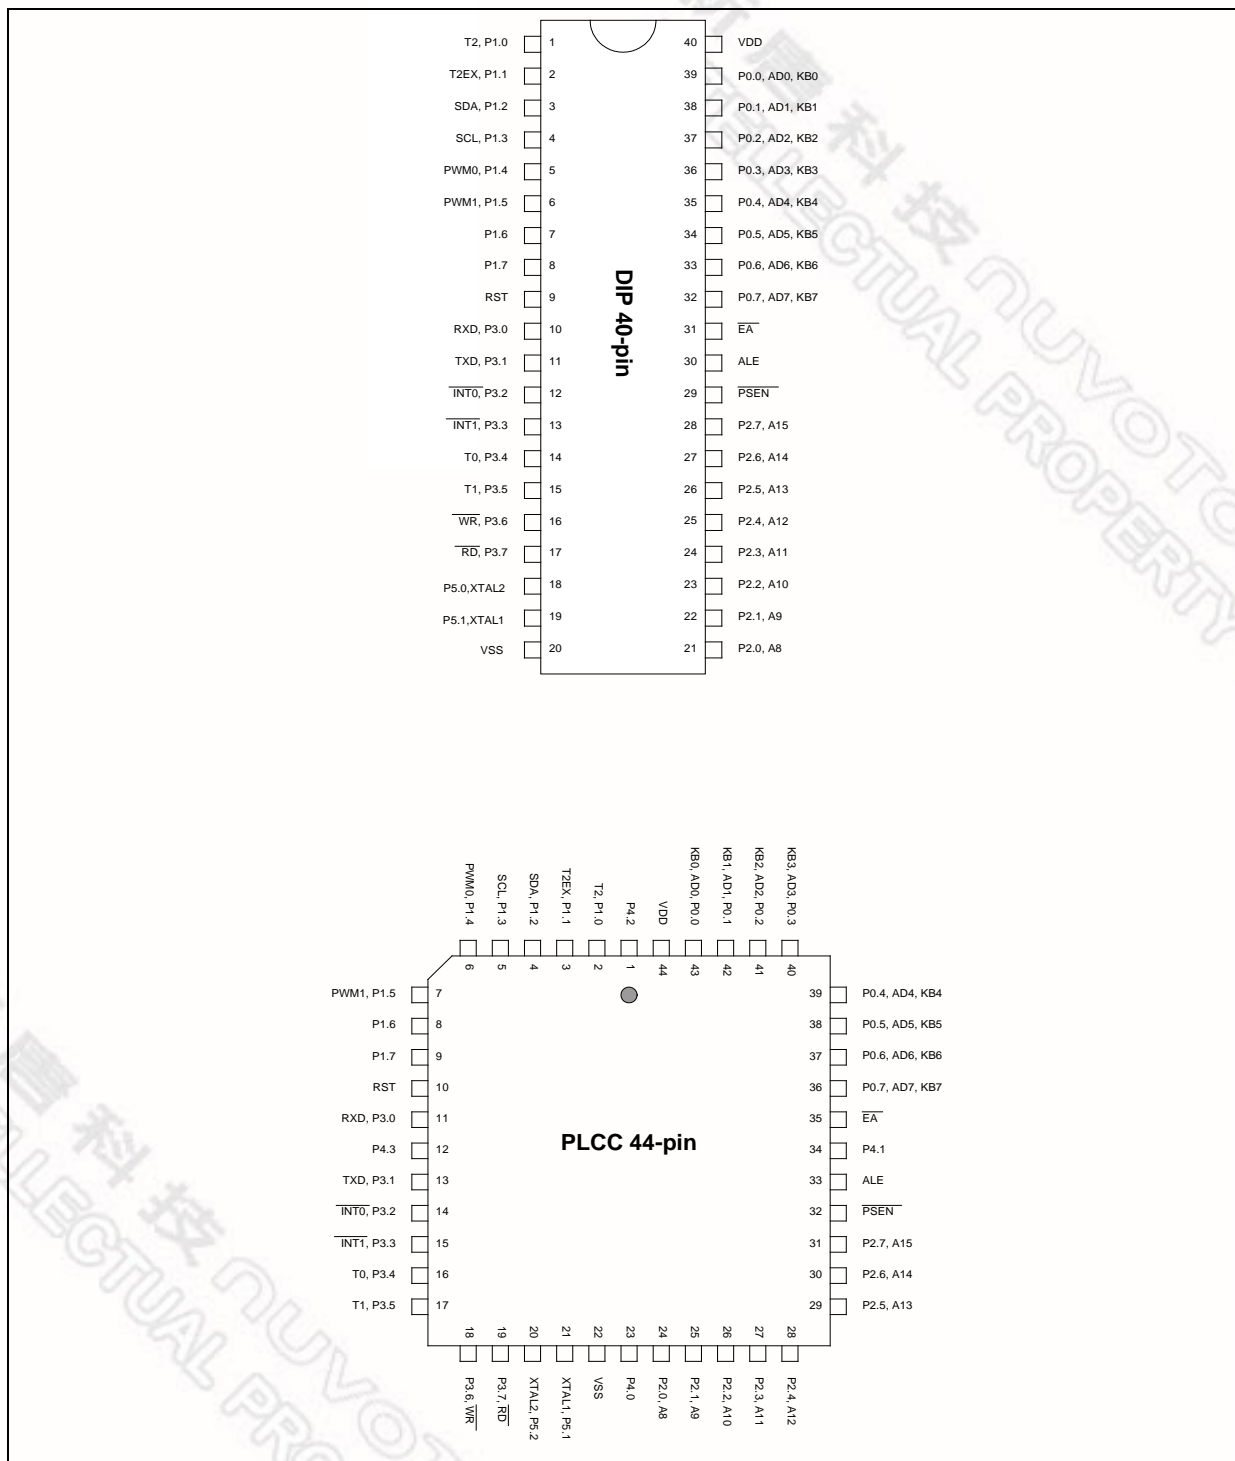 T2, P1.0 1 40 VDD
T2EX, P1.1 2 39 P0.0, AD0, KB0
SDA, P1.2 3 38 P0.1, AD1, KB1
SCL, P1.3 4 37 P0.2, AD2, KB2
PWM0, P1.4 5 36 P0.3, AD3, KB3
PWM1, P1.5 6 35 P0.4, AD4, KB4
P1.6 7 34 P0.5, AD5, KB5
P1.7 8 33 P0.6, AD6, KB6
RST 9 32 P0.7, AD7, KB7
RXD, P3.0 10 31 EA
TXD, P3.1 11 30 ALE
INT0, P3.2 12 29 PSEN
INT1, P3.3 13 28 P2.7, A15
T0, P3.4 14 27 P2.6, A14
T1, P3.5 15 26 P2.5, A13
WR, P3.6 16 25 P2.4, A12
RD, P3.7 17 24 P2.3, A11
P5.0,XTAL2 18 23 P2.2, A10
P5.1,XTAL1 19 22 P2.1, A9
VSS 20 21 P2.0, A8
DIP 40-pin
PWM0, P1.4
SCL, P1.3
SDA, P1.2
T2EX, P1.1
T2, P1.0
P4.2
VDD
KB0, AD0, P0.0
KB1, AD1, P0.1
KB2, AD2, P0.2
KB3, AD3, P0.3
6 5 4 3 2 1 44 43 42 41 40
PWM1, P1.5 7 39 P0.4, AD4, KB4
P1.6 8 38 P0.5, AD5, KB5
P1.7 9 37 P0.6, AD6, KB6
RST 10 36 P0.7, AD7, KB7
RXD, P3.0 11 35 EA
P4.3 12 34 P4.1
PLCC 44-pin
TXD, P3.1 13 33 ALE
INT0, P3.2 14 32 PSEN
INT1, P3.3 15 31 P2.7, A15
T0, P3.4 16 30 P2.6, A14
T1, P3.5 17 29 P2.5, A13
18 19 20 21 22 23 24 25 26 27 28
P3.6, WR
P3.7, RD
XTAL2, P5.2
XTAL1, P5.1
VSS
P4.0
P2.0, A8
P2.1, A9
P2.2, A10
P2.3, A11
P2.4, A12
唐科技 nuvoTo
TELLECTUAL PROPERTY
唐科技 nuvoTo
ELLECTUAL PRO